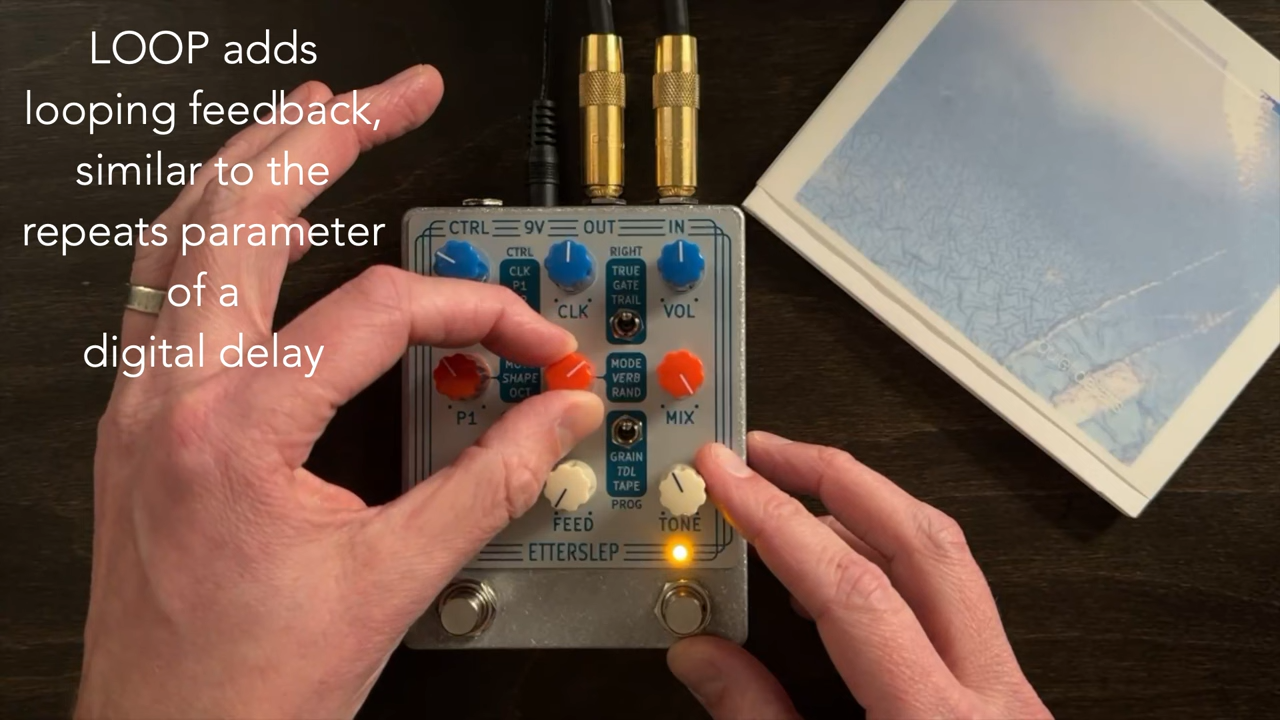 LOOP adds
looping feedback,
similar to the
repeats parameter
of a
digital delay
CTRL 9V OUT IN
CTRL
CLK
P1
RIGHT
TRUE
GATE
TRAIL
CLK
VOL
SHAPE
OCT
MODE
VERB
RAND
P1
MIX
GRAIN
TDL
TAPE
PROG
FEED
TONE
ETTERSLEP